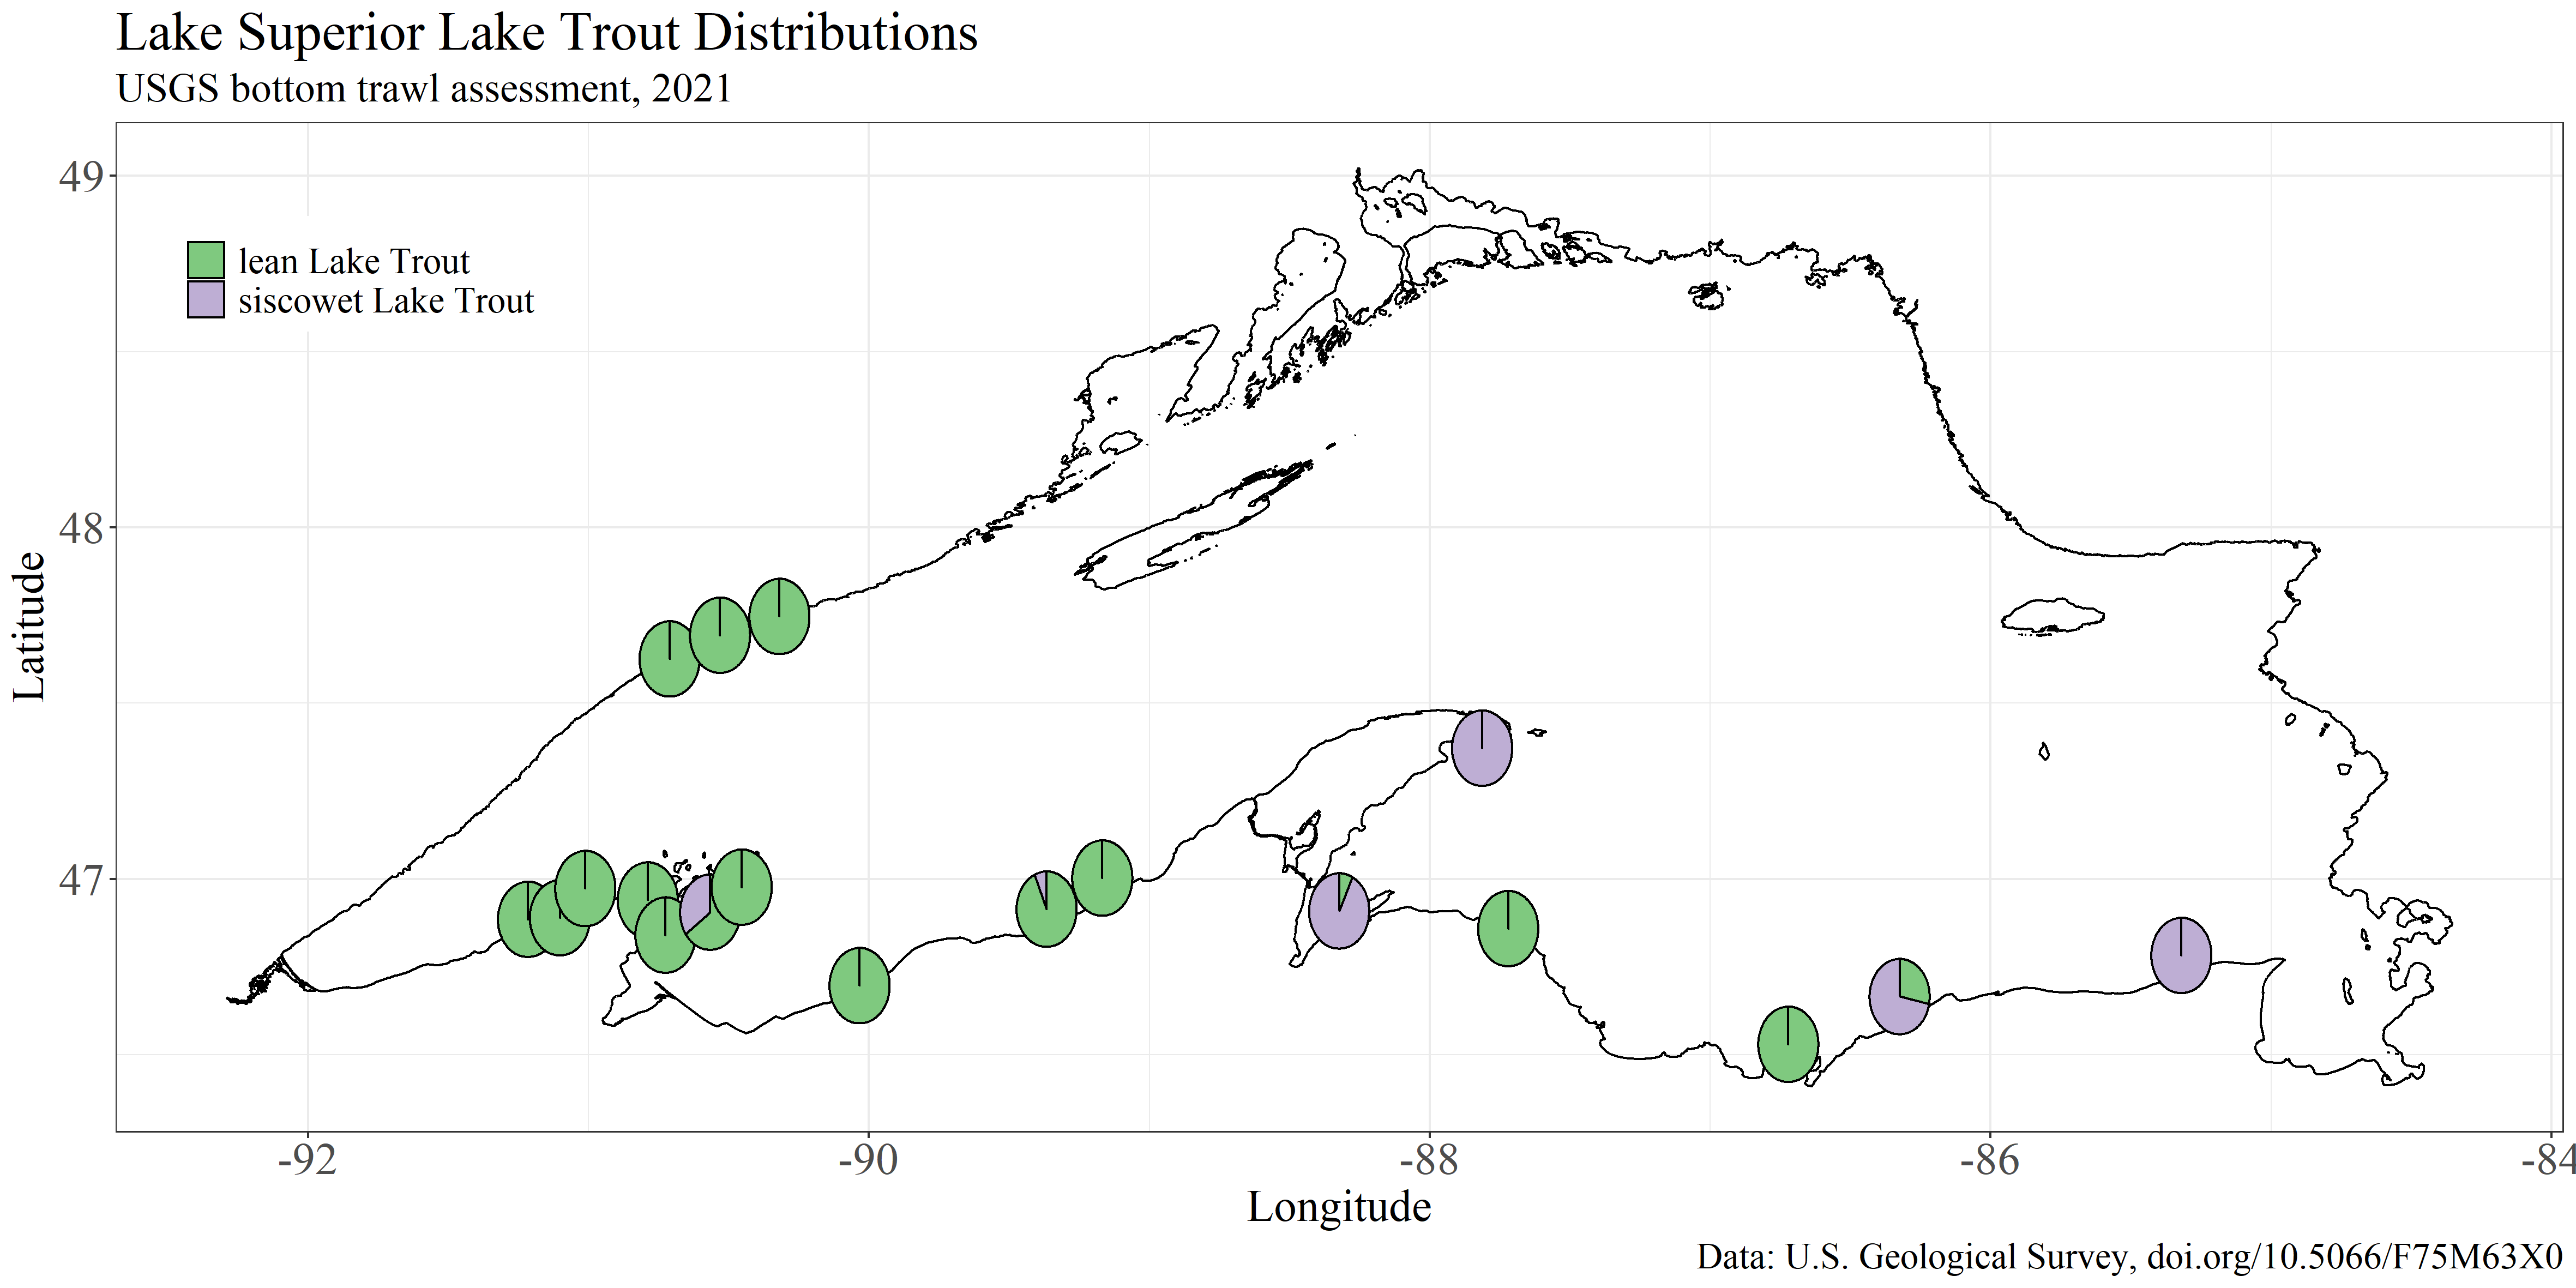 Lake Superior Lake Trout Distributions
USGS bottom trawl assessment, 2021
49
48
47
Latitude
lean Lake Trout
siscowet Lake Trout
-92 -90 -88 -86 -84
Longitude
Data: U.S. Geological Survey, doi.org/10.5066/F75M63X0